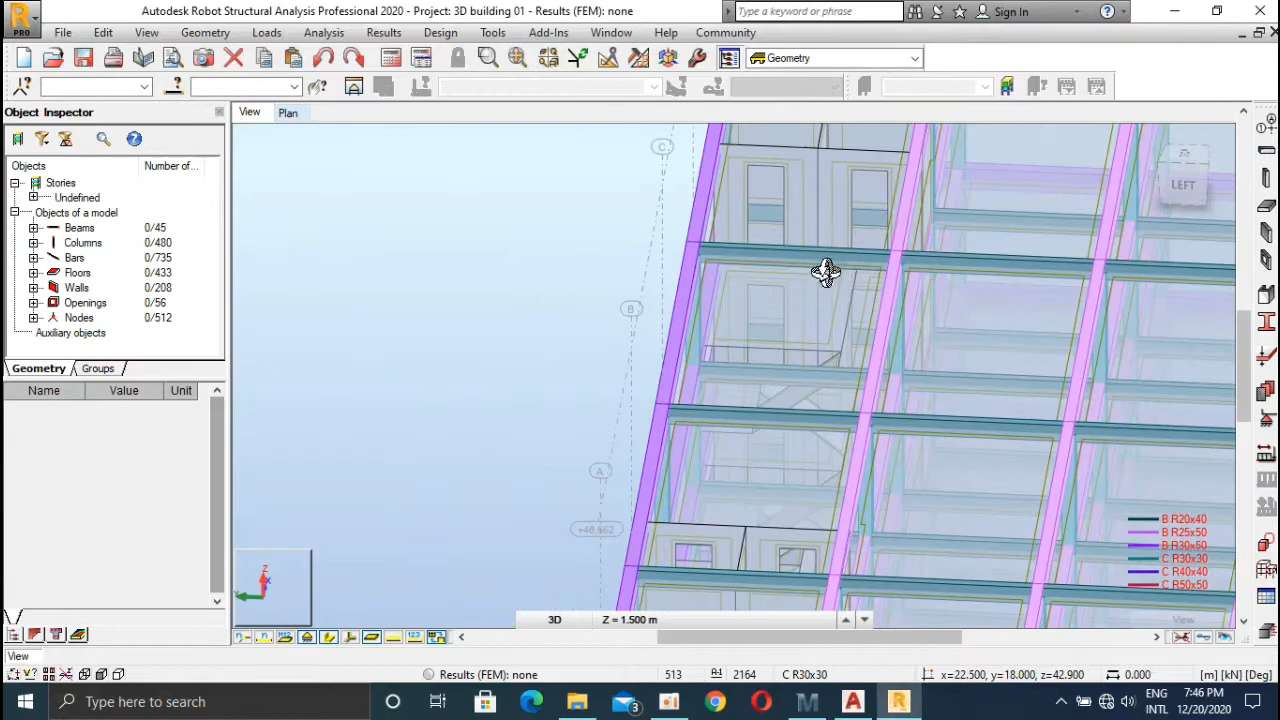 Autodesk Robot Structural Analysis Professional 2020 - Project: 3D building 01 - Results (FEM): none
Type a keyword or phrase
Sign In
PRO
File Edit View Geometry Loads Analysis Results Design Tools Add-Ins Window Help Community
Geometry
Object Inspector
View Plan
Objects Number of...
Stories
Undefined
Objects of a model
Beams 0/45
Columns 0/480
Bars 0/735
Floors 0/433
Walls 0/208
Openings 0/56
Nodes 0/512
Auxiliary objects
Geometry Groups
Name Value Unit
C
B
A
+48.662
LEFT
B R20x40
B R25x50
B R30x50
C R30x30
C R40x40
C R50x50
Z
X
3D Z = 1.500 m
View
View
Results (FEM): none 513 2164 C R30x30 x=22.500, y=18.000, z=42.900 0.000 [m] [kN] [Deg]
Type here to search
3
ENG
INTL
7:46 PM
12/20/2020